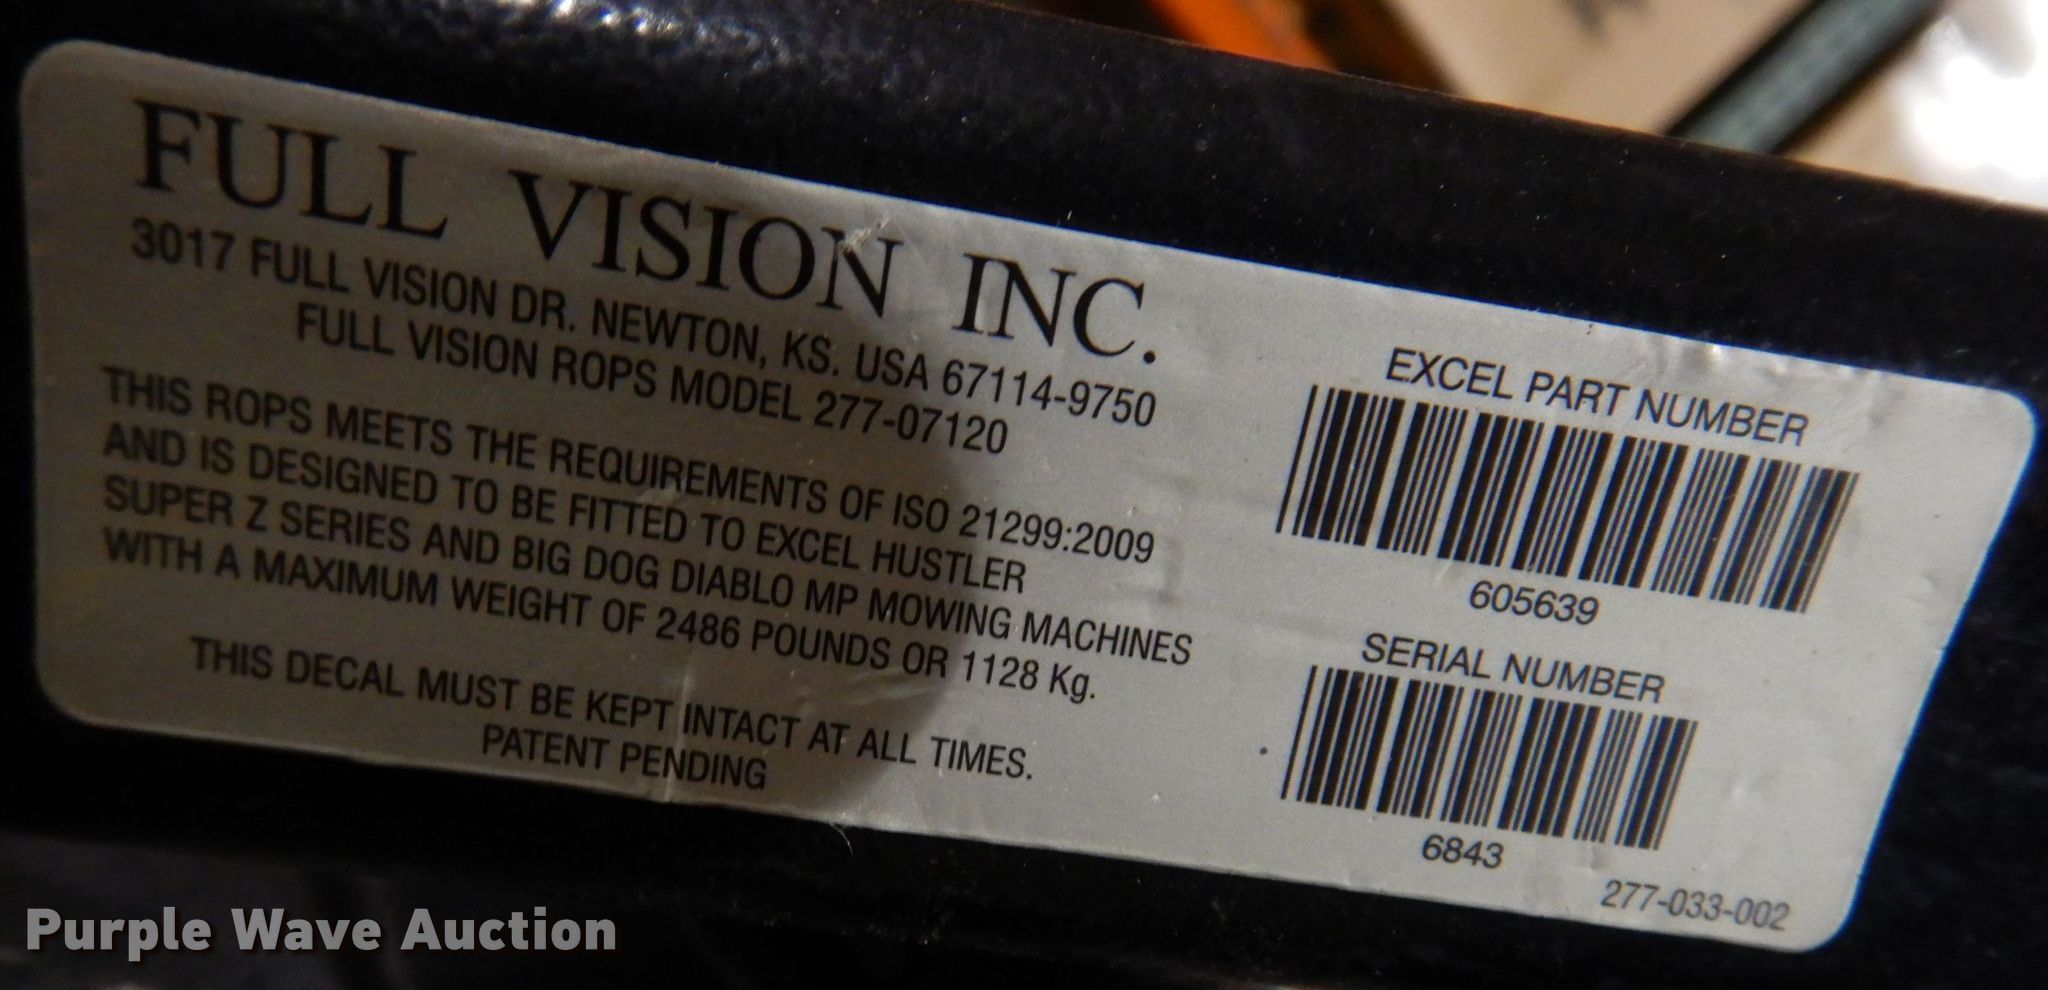 FULL VISION INC.
3017 FULL VISION DR. NEWTON, KS. USA 67114-9750
FULL VISION ROPS MODEL 277-07120
THIS ROPS MEETS THE REQUIREMENTS OF ISO 21299:2009
AND IS DESIGNED TO BE FITTED TO EXCEL HUSTLER
SUPER Z SERIES AND BIG DOG DIABLO MP MOWING MACHINES
WITH A MAXIMUM WEIGHT OF 2486 POUNDS OR 1128 Kg.
THIS DECAL MUST BE KEPT INTACT AT ALL TIMES.
PATENT PENDING
EXCEL PART NUMBER
605639
SERIAL NUMBER
6843
277-033-002
Purple Wave Auction